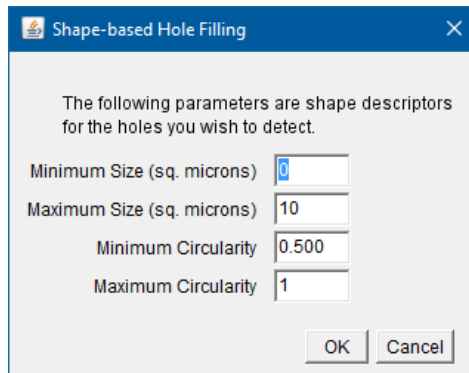 Shape-based Hole Filling
The following parameters are shape descriptors
for the holes you wish to detect.
Minimum Size (sq. microns) 0
Maximum Size (sq. microns) 10
Minimum Circularity 0.500
Maximum Circularity 1
OK Cancel